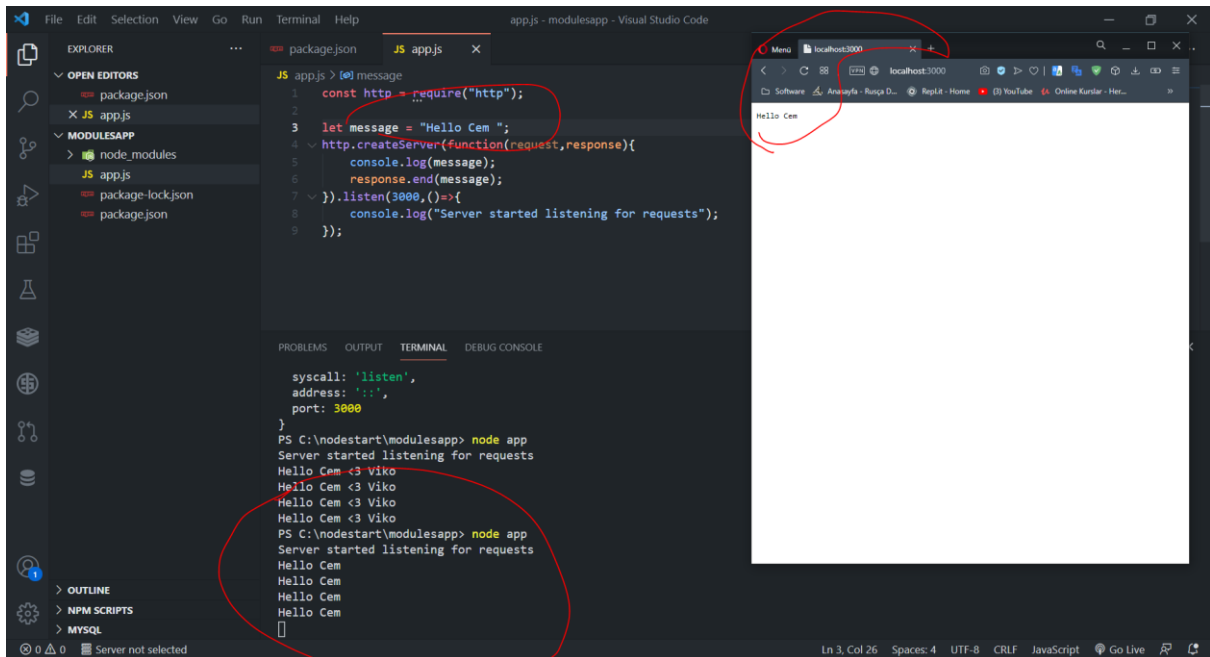 File Edit Selection View Go Run Terminal Help
app.js - modulesapp - Visual Studio Code
EXPLORER
OPEN EDITORS
package.json
JS app.js
MODULESAPP
node_modules
JS app.js
package-lock.json
package.json
OUTLINE
NPM SCRIPTS
MYSQL
package.json JS app.js
JS app.js > message
1 const http = require("http");
2
3 let message = "Hello Cem ";
4 http.createServer(function(request,response){
5 console.log(message);
6 response.end(message);
7 }).listen(3000,()=>{
8 console.log("Server started listening for requests");
9 });
PROBLEMS OUTPUT TERMINAL DEBUG CONSOLE
syscall: 'listen',
address: '::',
port: 3000
}
PS C:\nodestart\modulesapp> node app
Server started listening for requests
Hello Cem <3 Viko
Hello Cem <3 Viko
Hello Cem <3 Viko
Hello Cem <3 Viko
PS C:\nodestart\modulesapp> node app
Server started listening for requests
Hello Cem
Hello Cem
Hello Cem
Hello Cem
Menü localhost:3000
VPN localhost:3000
Software Anasayfa - Rusça D... Repl.it - Home (3) YouTube Online Kurslar - Her...
Hello Cem
1
0 0 Server not selected
Ln 3, Col 26 Spaces: 4 UTF-8 CRLF JavaScript Go Live